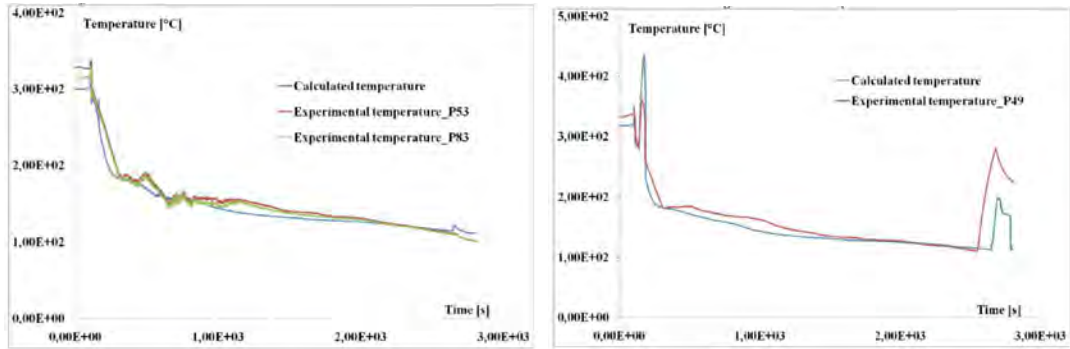 Temperature [°C]
4,00E+02
3,00E+02
2,00E+02
1,00E+02
0,00E+00
Calculated temperature
Experimental temperature_P53
Experimental temperature_P83
Time [s]
0,00E+00
1,00E+03
2,00E+03
3,00E+03
Temperature [°C]
5,00E+02
4,00E+02
3,00E+02
2,00E+02
1,00E+02
0,00E+00
Calculated temperature
Experimental temperature_P49
Time [s]
0,00E+00
1,00E+03
2,00E+03
3,00E+03